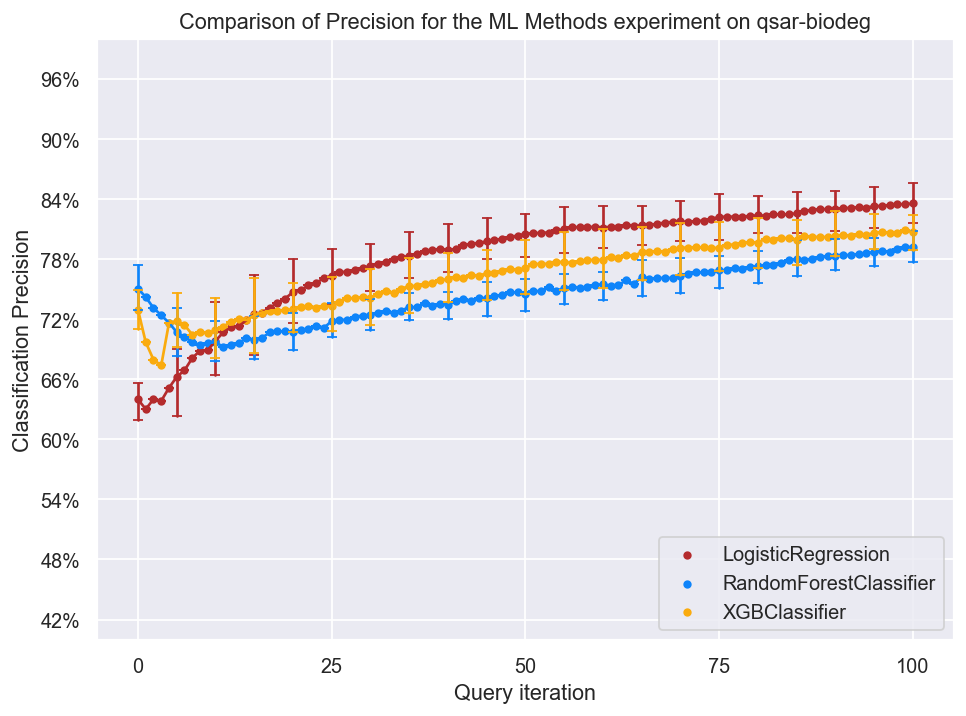 Comparison of Precision for the ML Methods experiment on qsar-biodeg
Classification Precision
96%
90%
84%
78%
72%
66%
60%
54%
48%
42%
LogisticRegression
RandomForestClassifier
XGBClassifier
0 25 50 75 100
Query iteration